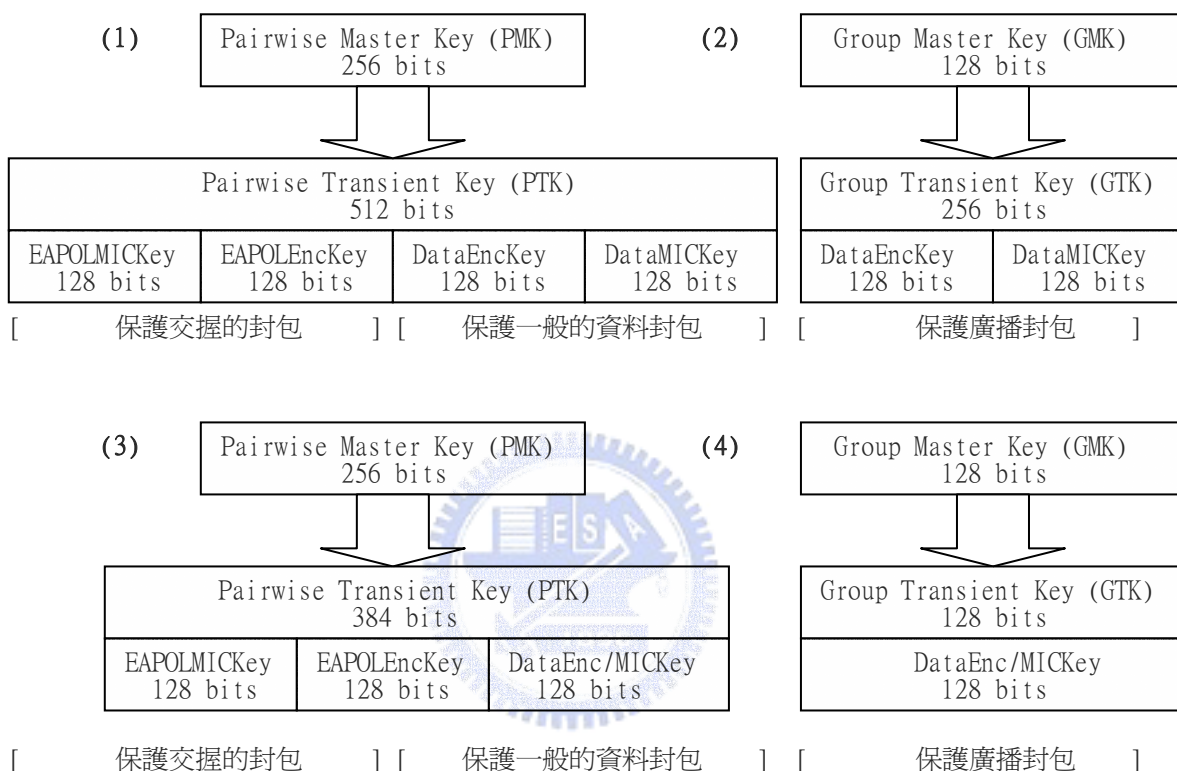 (1)
Pairwise Master Key (PMK)
256 bits
(2)
Group Master Key (GMK)
128 bits
Pairwise Transient Key (PTK)
512 bits
Group Transient Key (GTK)
256 bits
EAPOLMICKey
128 bits
EAPOLEncKey
128 bits
DataEncKey
128 bits
DataMICKey
128 bits
DataEncKey
128 bits
DataMICKey
128 bits
[ 保護交握的封包 ] [ 保護一般的資料封包 ] [ 保護廣播封包 ]
(3)
Pairwise Master Key (PMK)
256 bits
(4)
Group Master Key (GMK)
128 bits
ESA
Pairwise Transient Key (PTK)
384 bits
Group Transient Key (GTK)
128 bits
EAPOLMICKey
128 bits
EAPOLEncKey
128 bits
DataEnc/MICKey
128 bits
DataEnc/MICKey
128 bits
[ 保護交握的封包 ] [ 保護一般的資料封包 ] [ 保護廣播封包 ]